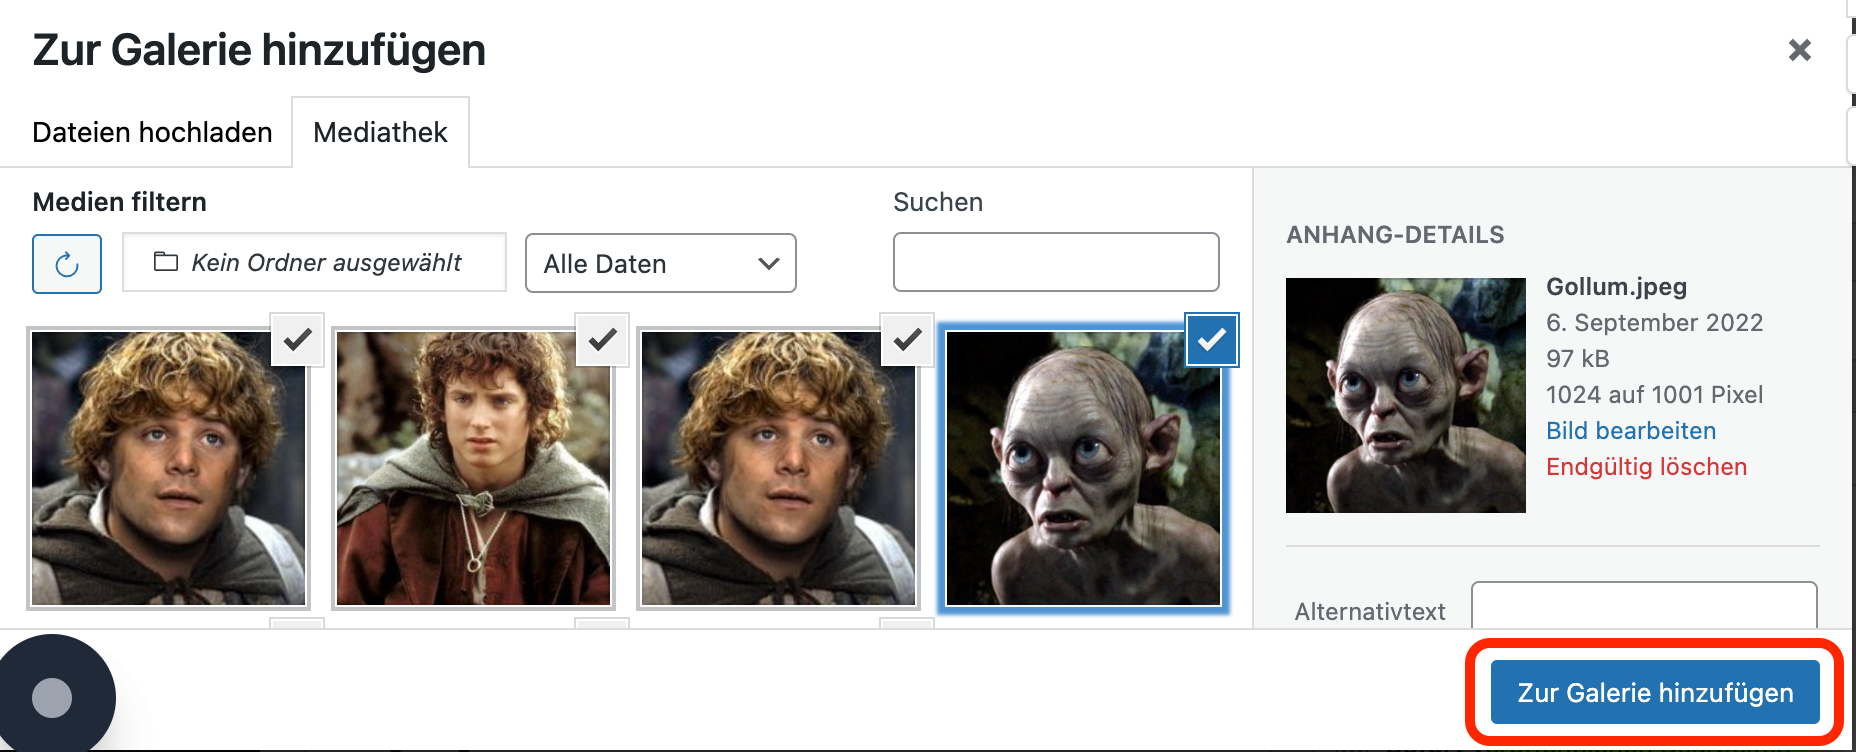 Zur Galerie hinzufügen
Dateien hochladen
Mediathek
Medien filtern
Suchen
Kein Ordner ausgewählt
Alle Daten
ANHANG-DETAILS
Gollum.jpeg
6. September 2022
97 kB
1024 auf 1001 Pixel
Bild bearbeiten
Endgültig löschen
Alternativtext
Zur Galerie hinzufügen